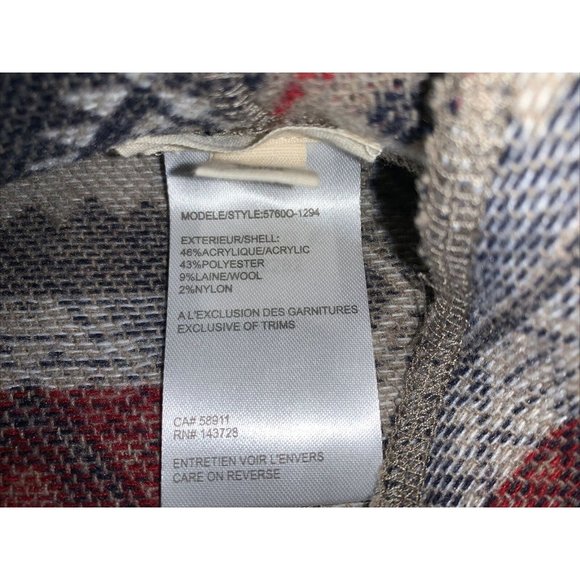 MODELE/STYLE:5760O-1294
EXTERIEUR/SHELL:
46%ACRYLIQUE/ACRYLIC
43%POLYESTER
9%LAINE/WOOL
2%NYLON
A L'EXCLUSION DES GARNITURES
EXCLUSIVE OF TRIMS
CA# 58911
RN# 143728
ENTRETIEN VOIR L'ENVERS
CARE ON REVERSE